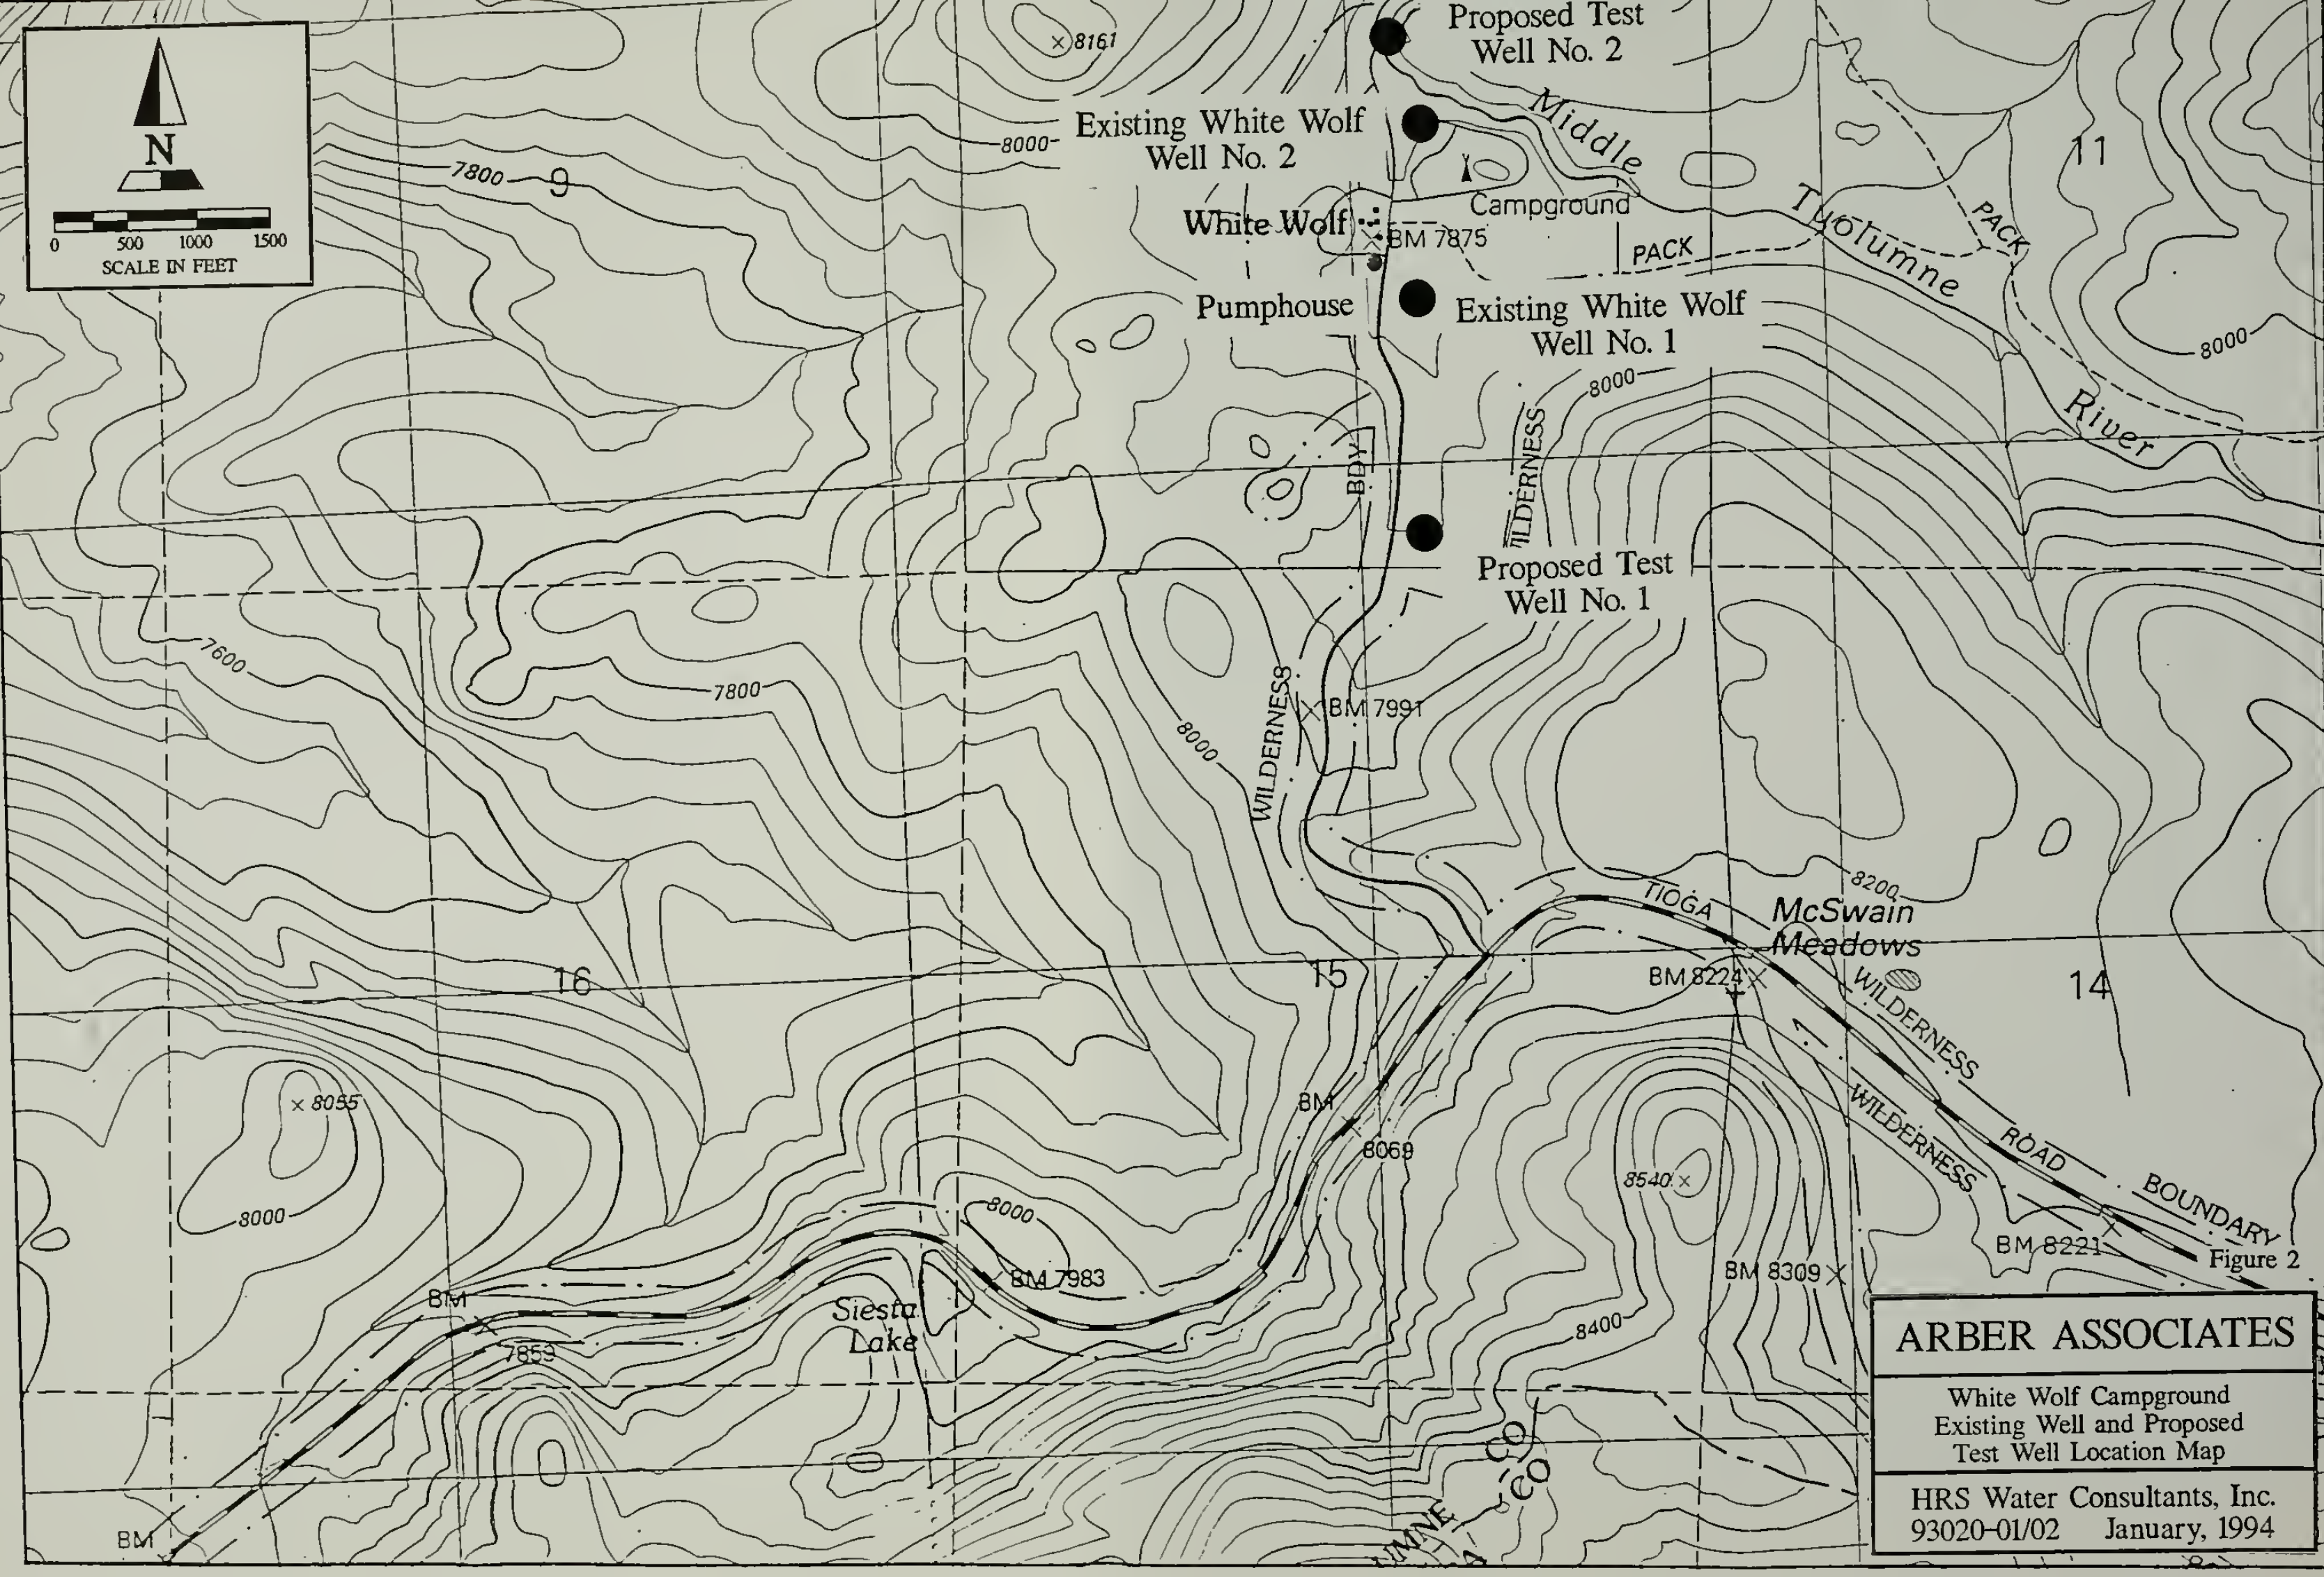 Proposed Test
Well No. 2
8161
N
0 500 1000 1500
SCALE IN FEET
7800
9
8000
Existing White Wolf
Well No. 2
Middle
11
White Wolf
Campground
BM 7875
PACK
Tuolumne
PACK
Pumphouse
Existing White Wolf
Well No. 1
8000
8000
River
BDY
WILDERNESS
Proposed Test
Well No. 1
7600
7800
8000
WILDERNESS
BM 7991
8200
TIOGA
McSwain
Meadows
16
15
BM 8224
WILDERNESS
14
8055
BM
8069
WILDERNESS
ROAD
8540
BOUNDARY
8000
8000
BM 8221
Figure 2
BM 7983
BM 8309
BM
7859
Siesta
Lake
8400
CO
CO
UMNE
BM
ARBER ASSOCIATES
White Wolf Campground
Existing Well and Proposed
Test Well Location Map
HRS Water Consultants, Inc.
93020-01/02 January, 1994